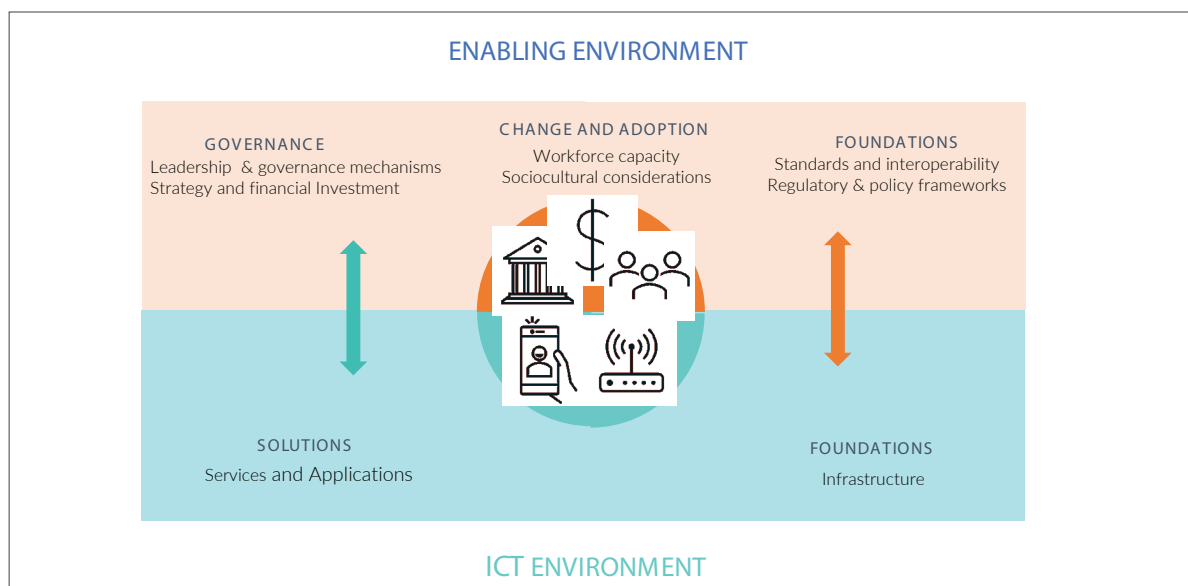 ENABLING ENVIRONMENT
GOVERNANCE
Leadership & governance mechanisms
Strategy and financial Investment
CHANGE AND ADOPTION
Workforce capacity
Sociocultural considerations
FOUNDATIONS
Standards and interoperability
Regulatory & policy frameworks
$
SOLUTIONS
Services and Applications
FOUNDATIONS
Infrastructure
ICT ENVIRONMENT